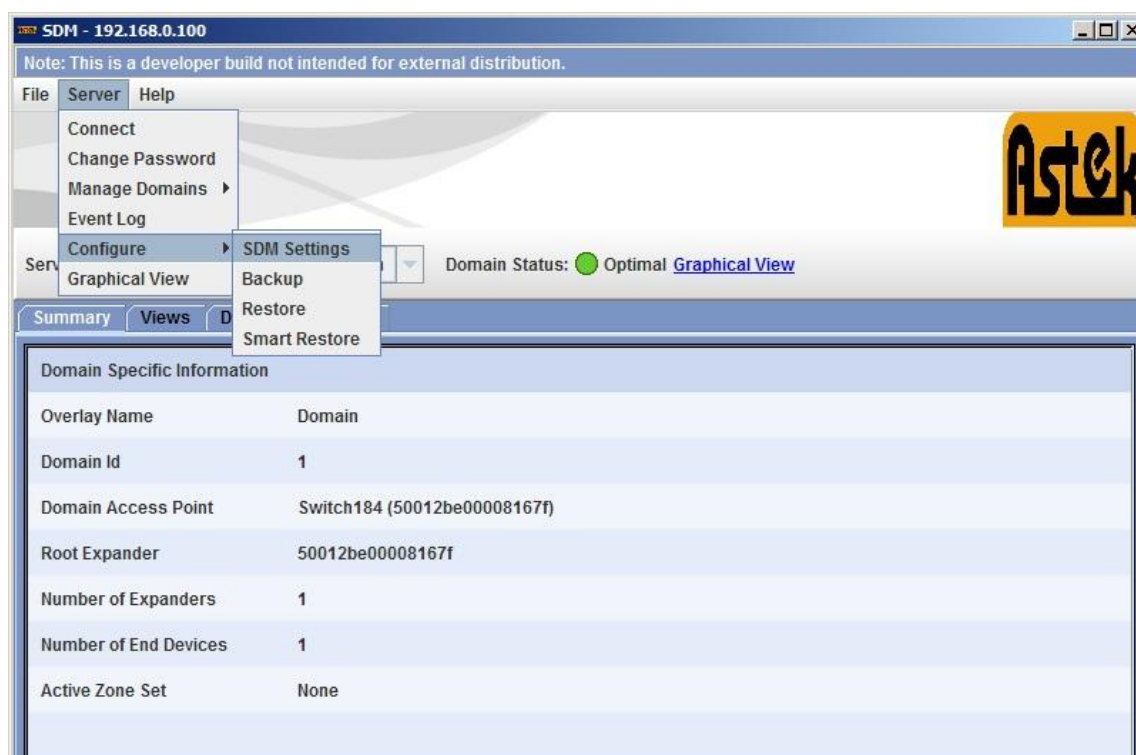 SDM - 192.168.0.100
Note: This is a developer build not intended for external distribution.
File Server Help
Connect
Change Password
Manage Domains
Event Log
Configure
Graphical View
SDM Settings
Backup
Restore
Smart Restore
Astek
Serv
Domain Status: Optimal Graphical View
Summary Views D
Domain Specific Information
Overlay Name Domain
Domain Id 1
Domain Access Point Switch184 (50012be00008167f)
Root Expander 50012be00008167f
Number of Expanders 1
Number of End Devices 1
Active Zone Set None